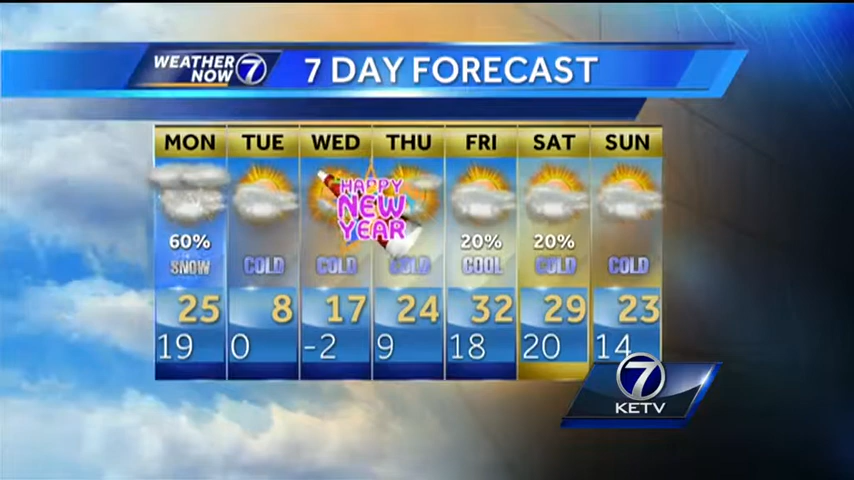 WEATHER
NOW 7
7 DAY FORECAST
MON TUE WED THU FRI SAT SUN
HAPPY
NEW
YEAR
60% 20% 20%
SNOW COLD COLD COLD COOL COLD COLD
25 8 17 24 32 29 23
19 0 -2 9 18 20 14
7
KETV